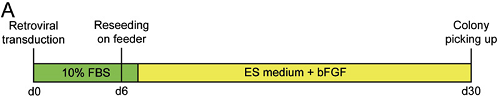 A
Retroviral
transduction
Reseeding
on feeder
Colony
picking up
10% FBS
ES medium + bFGF
d0
d6
d30